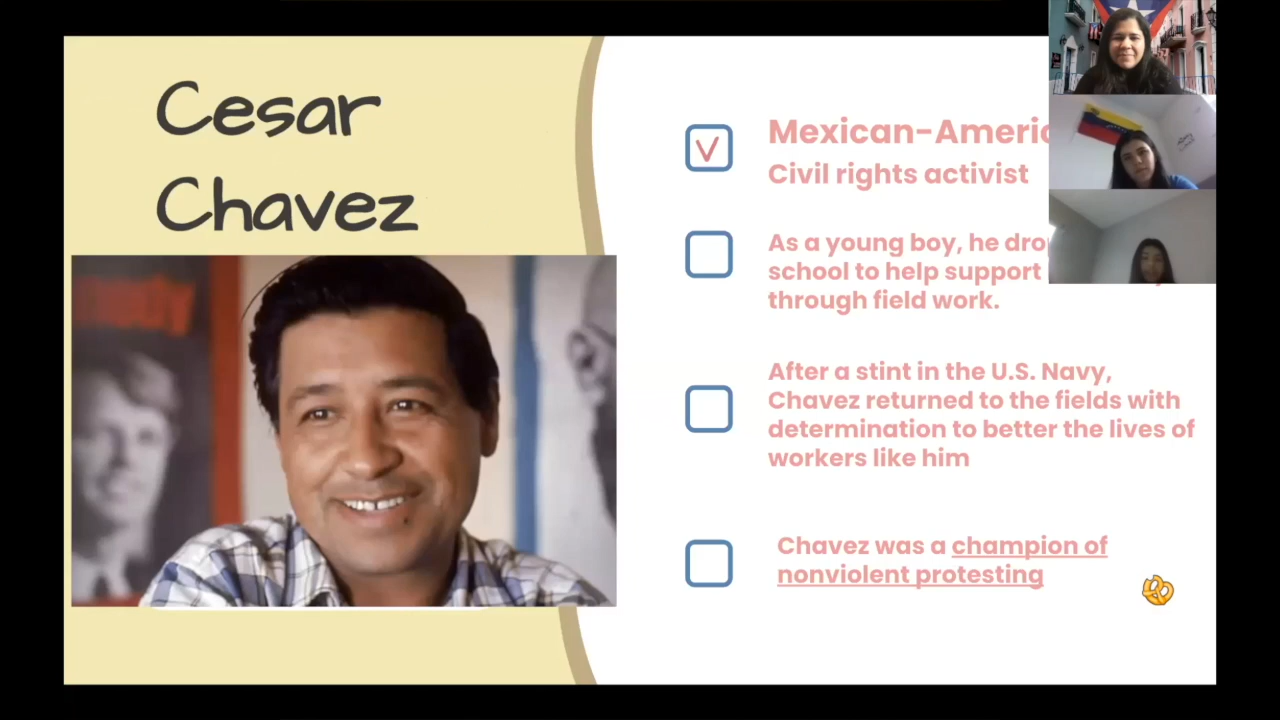 Cesar
Chavez
Mexican-Americ
Civil rights activist
As a young boy, he dro
school to help support
through field work.
After a stint in the U.S. Navy,
Chavez returned to the fields with
determination to better the lives of
workers like him
Chavez was a champion of
nonviolent protesting